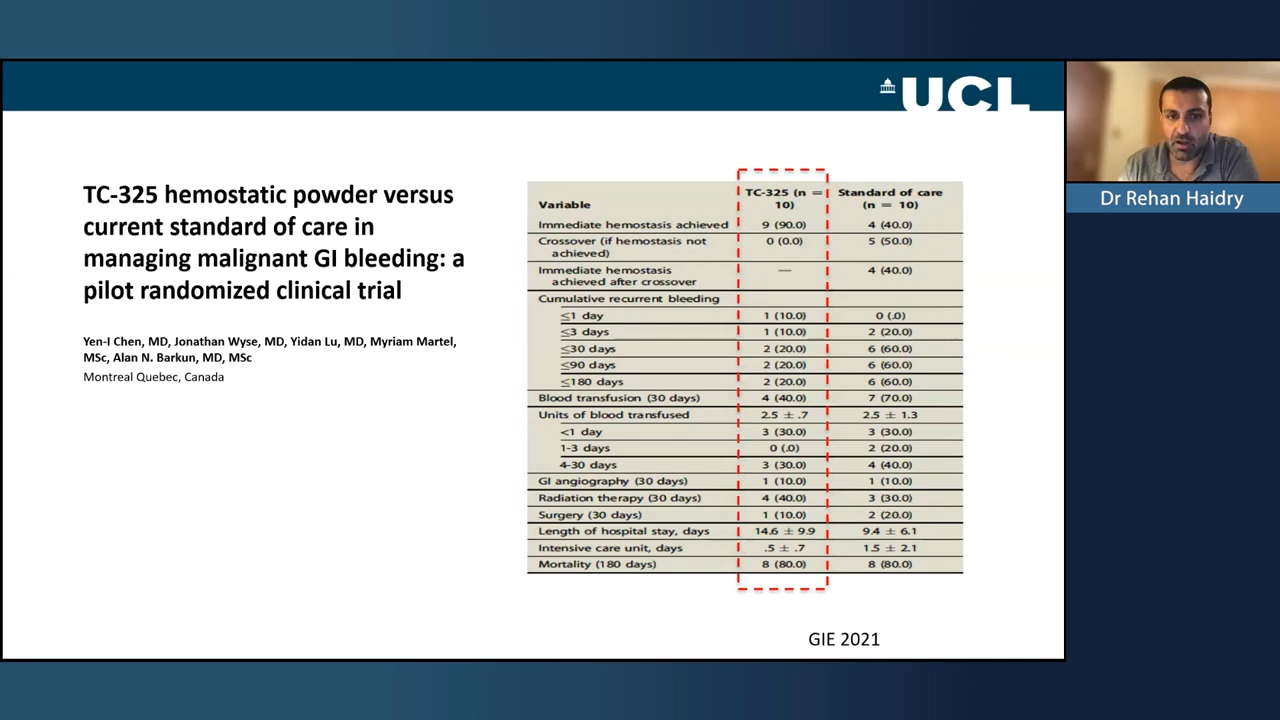 UCL
TC-325 hemostatic powder versus
current standard of care in
managing malignant GI bleeding: a
pilot randomized clinical trial
Yen-I Chen, MD, Jonathan Wyse, MD, Yidan Lu, MD, Myriam Martel,
MSc, Alan N. Barkun, MD, MSc
Montreal Quebec, Canada
Variable TC-325 (n = 10) Standard of care (n = 10)
Immediate hemostasis achieved 9 (90.0) 4 (40.0)
Crossover (if hemostasis not achieved) 0 (0.0) 5 (50.0)
Immediate hemostasis achieved after crossover — 4 (40.0)
Cumulative recurrent bleeding
≤1 day 1 (10.0) 0 (.0)
≤3 days 1 (10.0) 2 (20.0)
≤30 days 2 (20.0) 6 (60.0)
≤90 days 2 (20.0) 6 (60.0)
≤180 days 2 (20.0) 6 (60.0)
Blood transfusion (30 days) 4 (40.0) 7 (70.0)
Units of blood transfused 2.5 ± .7 2.5 ± 1.3
<1 day 3 (30.0) 3 (30.0)
1-3 days 0 (.0) 2 (20.0)
4-30 days 3 (30.0) 4 (40.0)
GI angiography (30 days) 1 (10.0) 1 (10.0)
Radiation therapy (30 days) 4 (40.0) 3 (30.0)
Surgery (30 days) 1 (10.0) 2 (20.0)
Length of hospital stay, days 14.6 ± 9.9 9.4 ± 6.1
Intensive care unit, days .5 ± .7 1.5 ± 2.1
Mortality (180 days) 8 (80.0) 8 (80.0)
GIE 2021
Dr Rehan Haidry